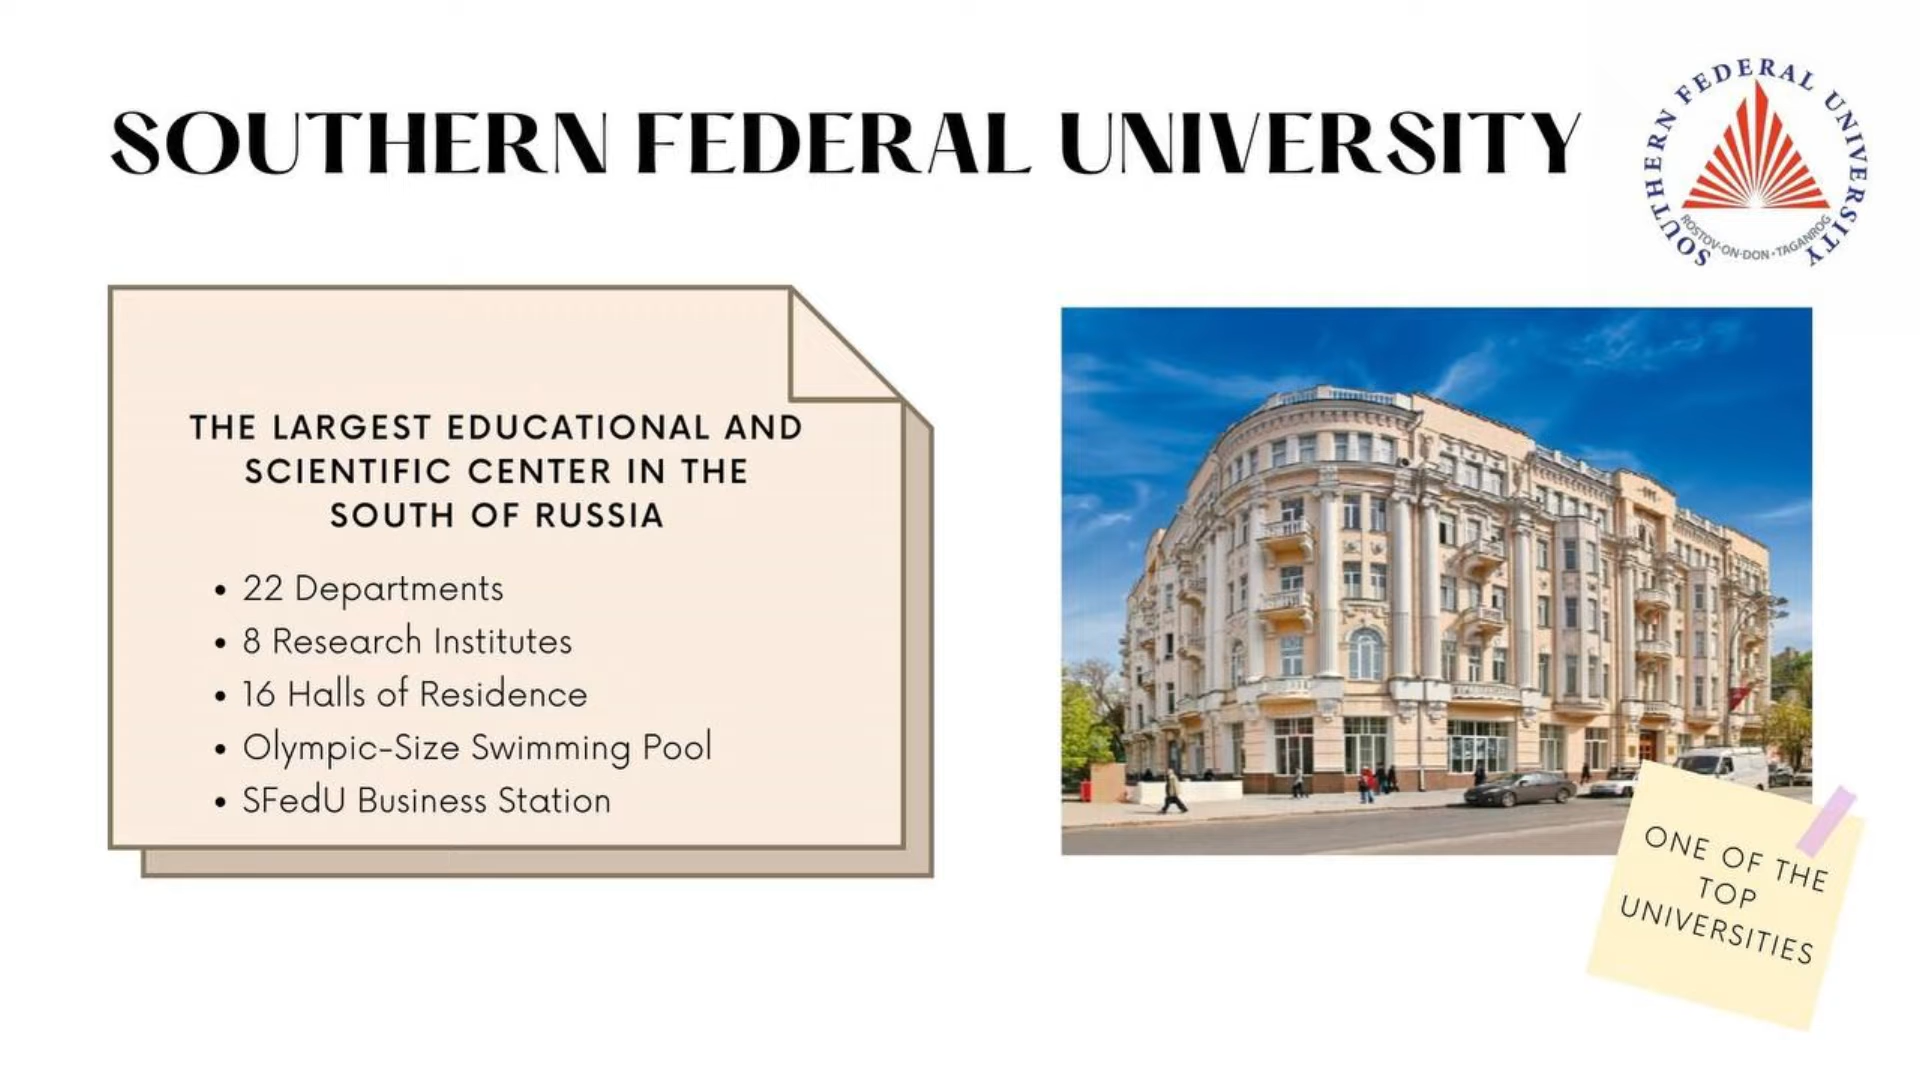 SOUTHERN FEDERAL UNIVERSITY
SOUTHERN FEDERAL UNIVERSITY
ROSTOV-ON-DON • TAGANROG
THE LARGEST EDUCATIONAL AND
SCIENTIFIC CENTER IN THE
SOUTH OF RUSSIA
• 22 Departments
• 8 Research Institutes
• 16 Halls of Residence
• Olympic-Size Swimming Pool
• SFedU Business Station
ONE OF THE
TOP
UNIVERSITIES